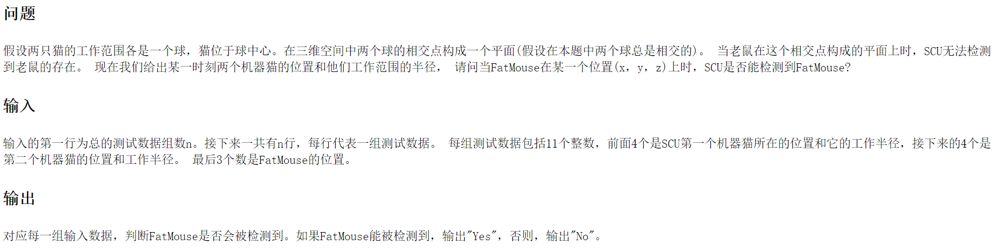 问题
假设两只猫的工作范围各是一个球，猫位于球中心。在三维空间中两个球的相交点构成一个平面(假设在本题中两个球总是相交的)。 当老鼠在这个相交点构成的平面上时，SCU无法检测
到老鼠的存在。 现在我们给出某一时刻两个机器猫的位置和他们工作范围的半径， 请问当FatMouse在某一个位置(x，y，z)上时，SCU是否能检测到FatMouse?
输入
输入的第一行为总的测试数据组数n。接下来一共有n行，每行代表一组测试数据。 每组测试数据包括11个整数，前面4个是SCU第一个机器猫所在的位置和它的工作半径，接下来的4个是
第二个机器猫的位置和工作半径。 最后3个数是FatMouse的位置。
输出
对应每一组输入数据，判断FatMouse是否会被检测到。如果FatMouse能被检测到，输出"Yes"，否则，输出"No"。